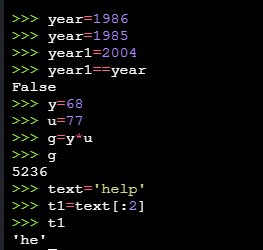 >>> year=1986
>>> year=1985
>>> year1=2004
>>> year1==year
False
>>> y=68
>>> u=77
>>> g=y*u
>>> g
5236
>>> text='help'
>>> t1=text[:2]
>>> t1
'he'